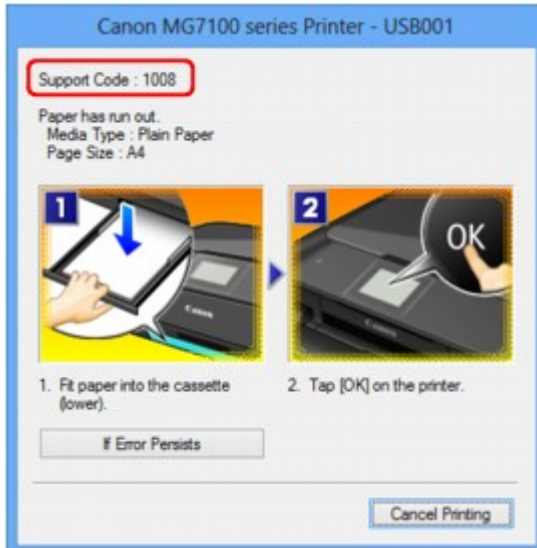 Canon MG7100 series Printer - USB001
Support Code : 1008
Paper has run out.
Media Type : Plain Paper
Page Size : A4
1
2
OK
Canon
Canon
1. Fit paper into the cassette
(lower).
2. Tap [OK] on the printer.
If Error Persists
Cancel Printing